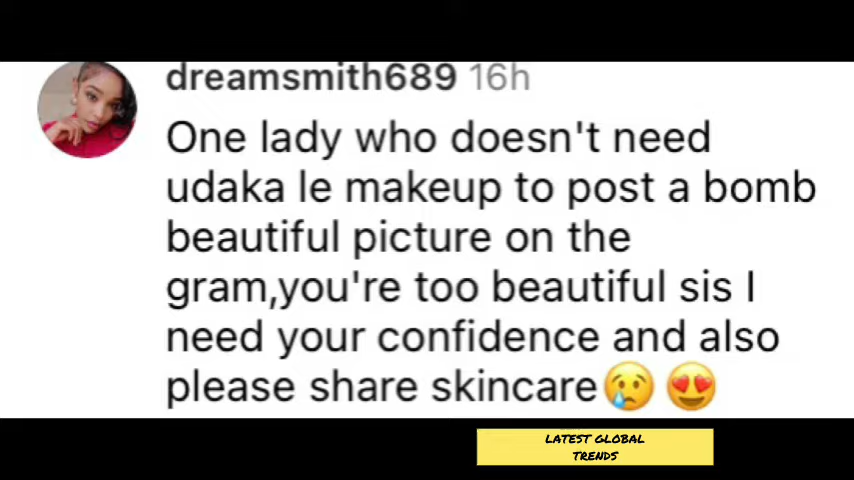 dreamsmith689 16h
One lady who doesn't need
udaka le makeup to post a bomb
beautiful picture on the
gram,you're too beautiful sis I
need your confidence and also
please share skincare😢😍
LATEST GLOBAL
TRENDS